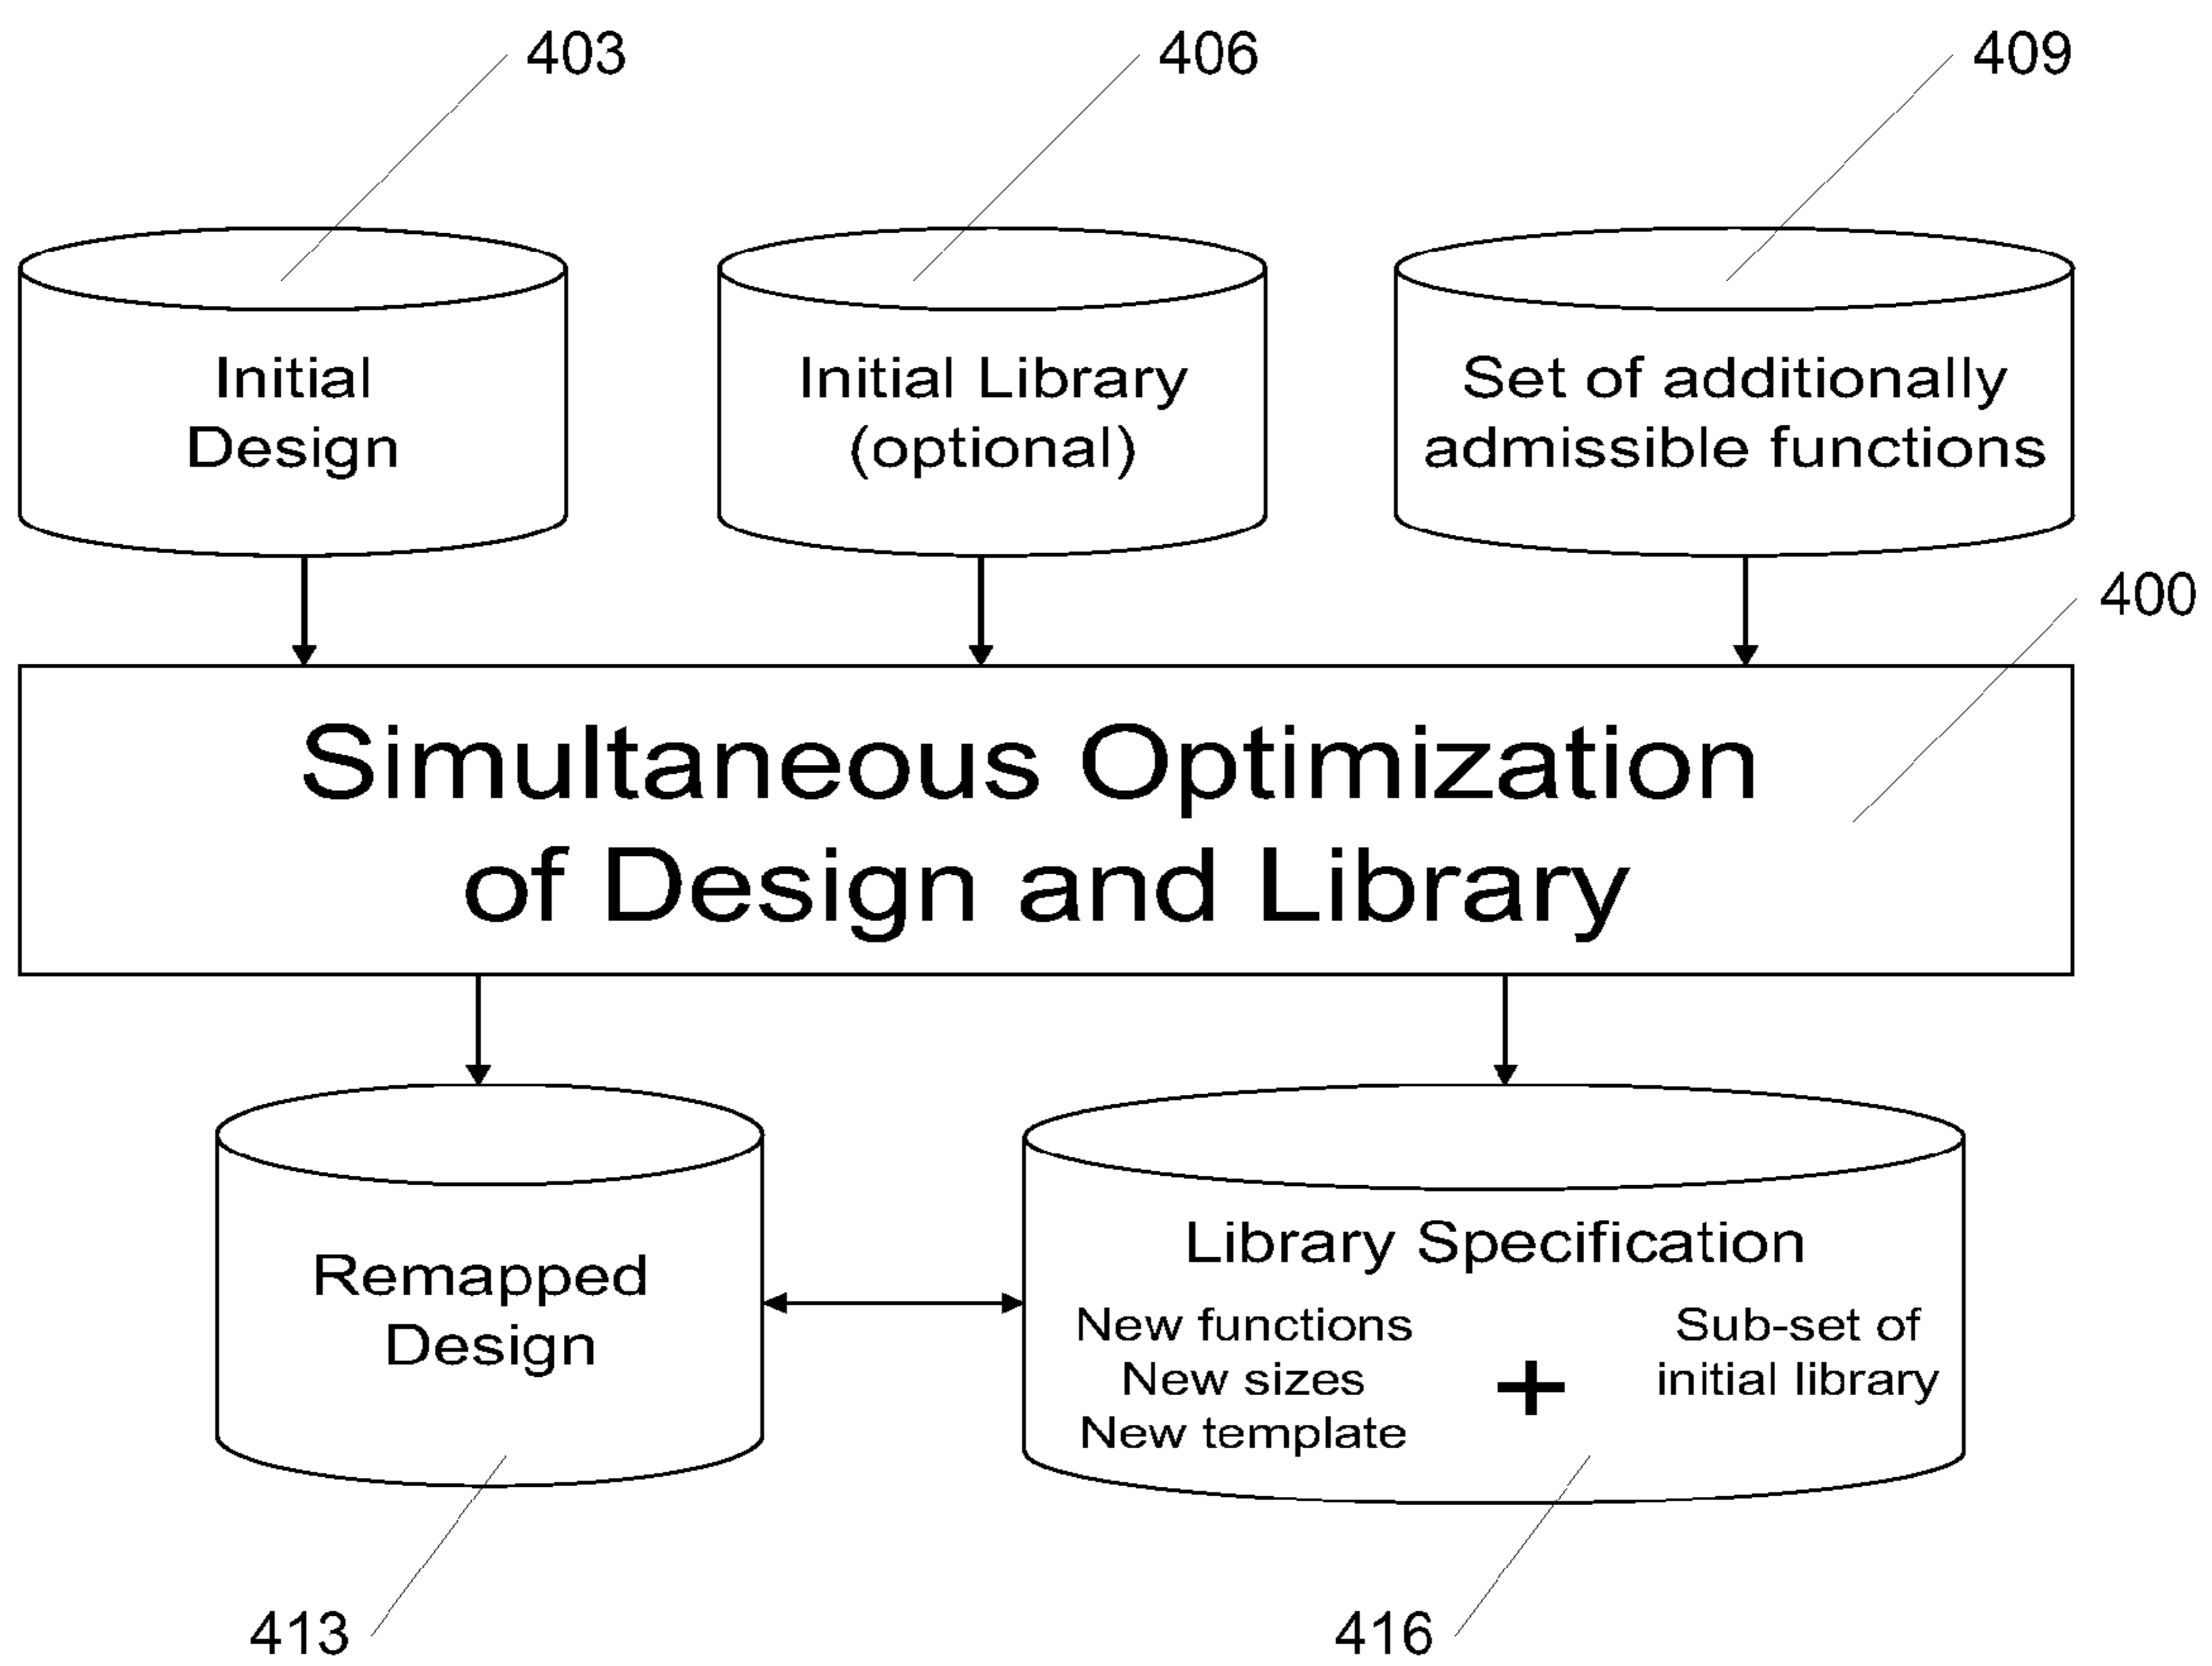 403
406
409
Initial
Design
Initial Library
(optional)
Set of additionally
admissible functions
400
Simultaneous Optimization
of Design and Library
Remapped
Design
Library Specification
New functions
New sizes
New template
+
Sub-set of
initial library
413
416